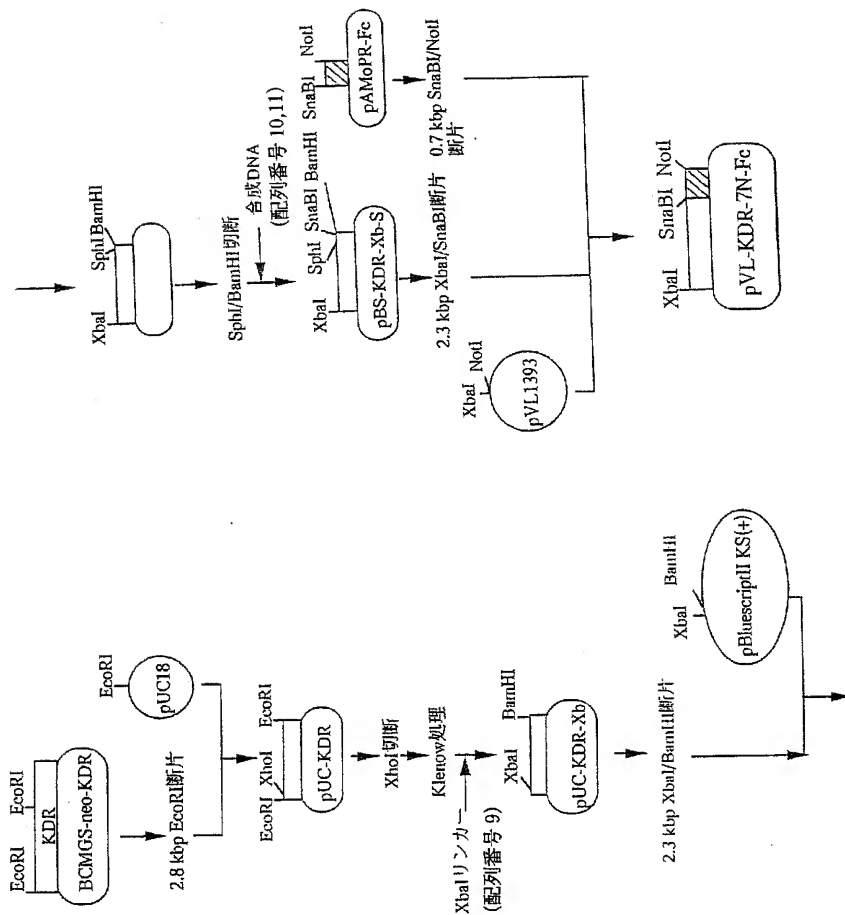 EcoRI
EcoRI
KDR
BCMGS-neo-KDR
EcoRI
pUC18
2.8 kbp EcoRI断片
EcoRI
XhoI
EcoRI
pUC-KDR
XhoI切断
Klenow処理
XbaIリンカー
(配列番号 9)
XbaI
BamHI
pUC-KDR-Xb
2.3 kbp XbaI/BamHI断片
XbaI
BamHI
pBluescriptII KS(+)
XbaI
SphI BamHI
SphI/BamHI切断
合成DNA
(配列番号 10,11)
XbaI
SphI
SnaBI
BamHI
pBS-KDR-Xb-S
SnaBI
NotI
pAMoPR-Fc
2.3 kbp XbaI/SnaBI断片
0.7 kbp SnaBI/NotI
断片
XbaI
NotI
pVL1393
XbaI
SnaBI
NotI
pVL-KDR-7N-Fc